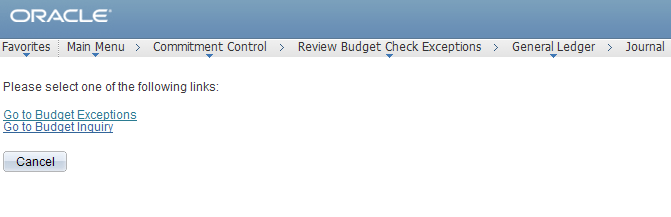 ORACLE®
Favorites Main Menu > Commitment Control > Review Budget Check Exceptions > General Ledger > Journal
Please select one of the following links:
Go to Budget Exceptions
Go to Budget Inquiry
Cancel